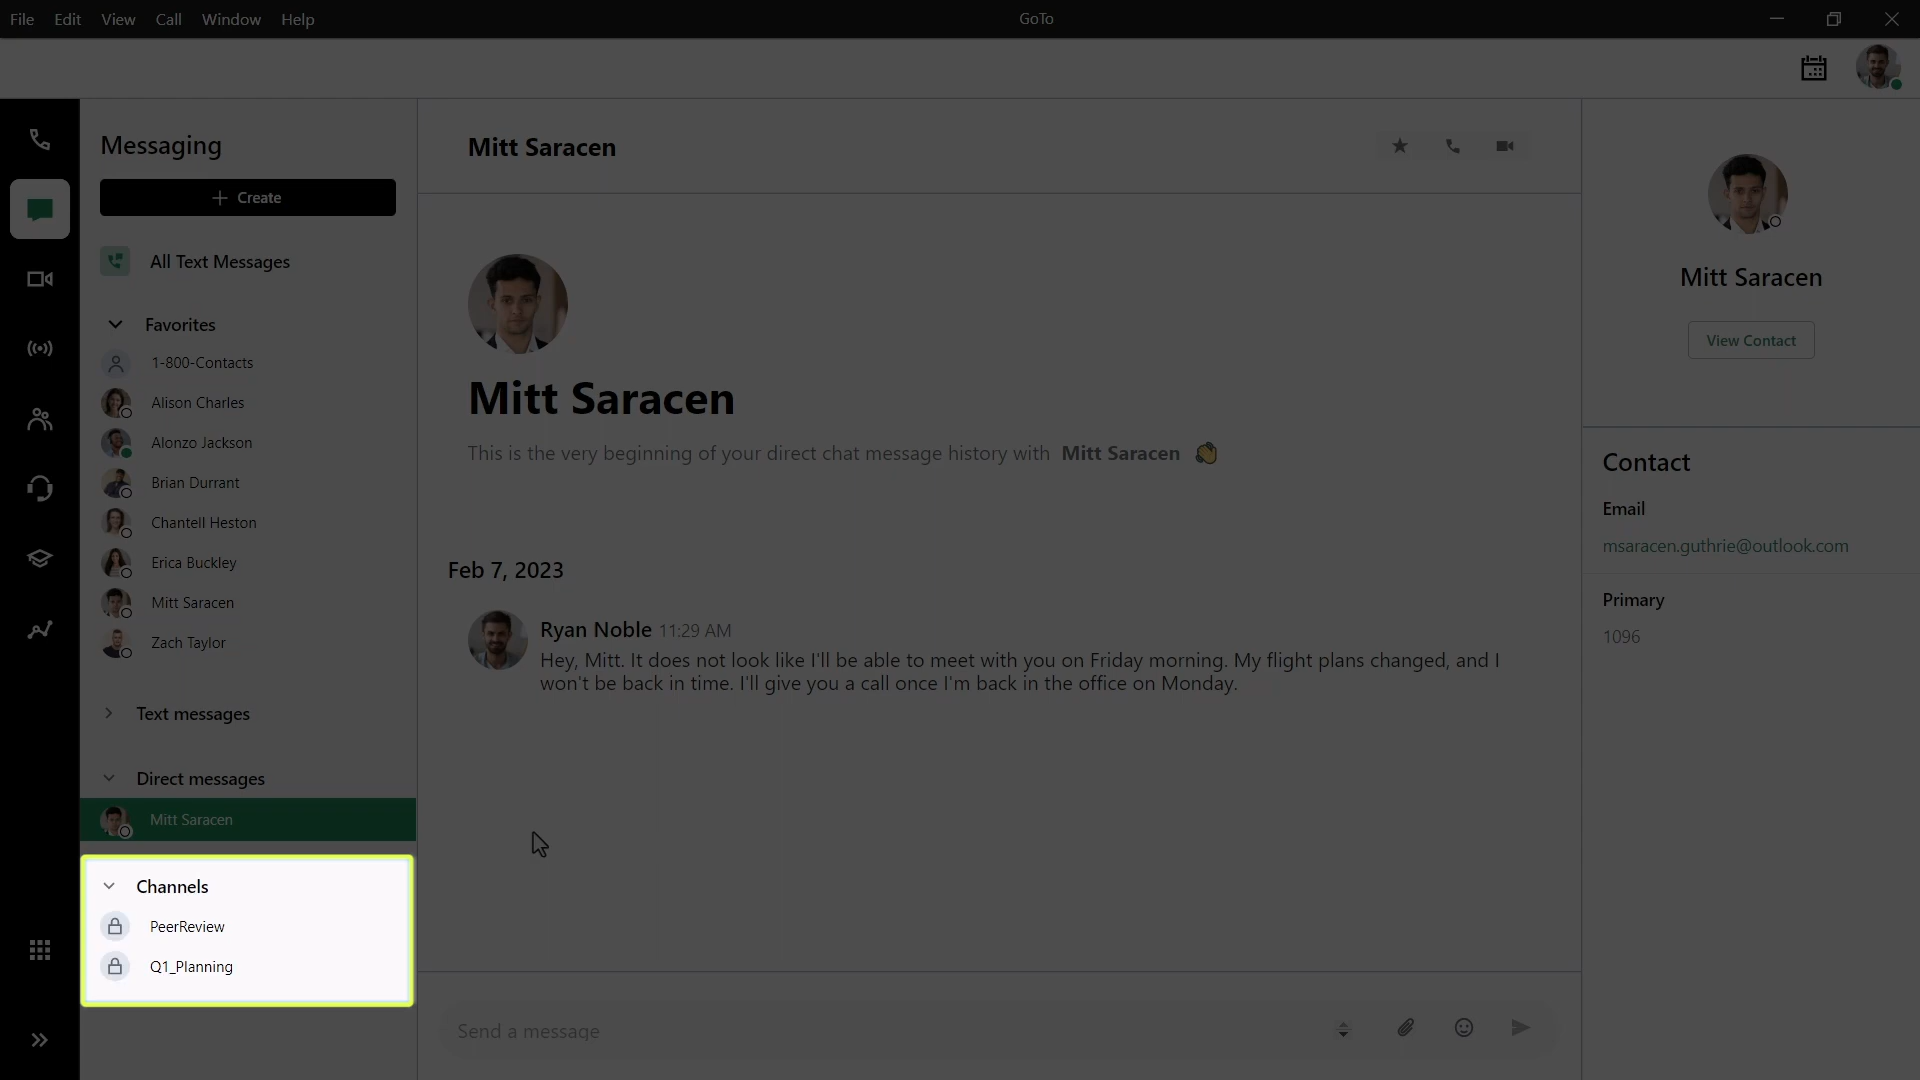 File Edit View Call Window Help
GoTo
Messaging
+ Create
All Text Messages
Favorites
1-800-Contacts
Alison Charles
Alonzo Jackson
Brian Durrant
Chantell Heston
Erica Buckley
Mitt Saracen
Zach Taylor
Text messages
Direct messages
Mitt Saracen
Channels
PeerReview
Q1_Planning
Mitt Saracen
Mitt Saracen
This is the very beginning of your direct chat message history with Mitt Saracen 👋
Feb 7, 2023
Ryan Noble 11:29 AM
Hey, Mitt. It does not look like I'll be able to meet with you on Friday morning. My flight plans changed, and I
won't be back in time. I'll give you a call once I'm back in the office on Monday.
Send a message
Mitt Saracen
View Contact
Contact
Email
msaracen.guthrie@outlook.com
Primary
1096